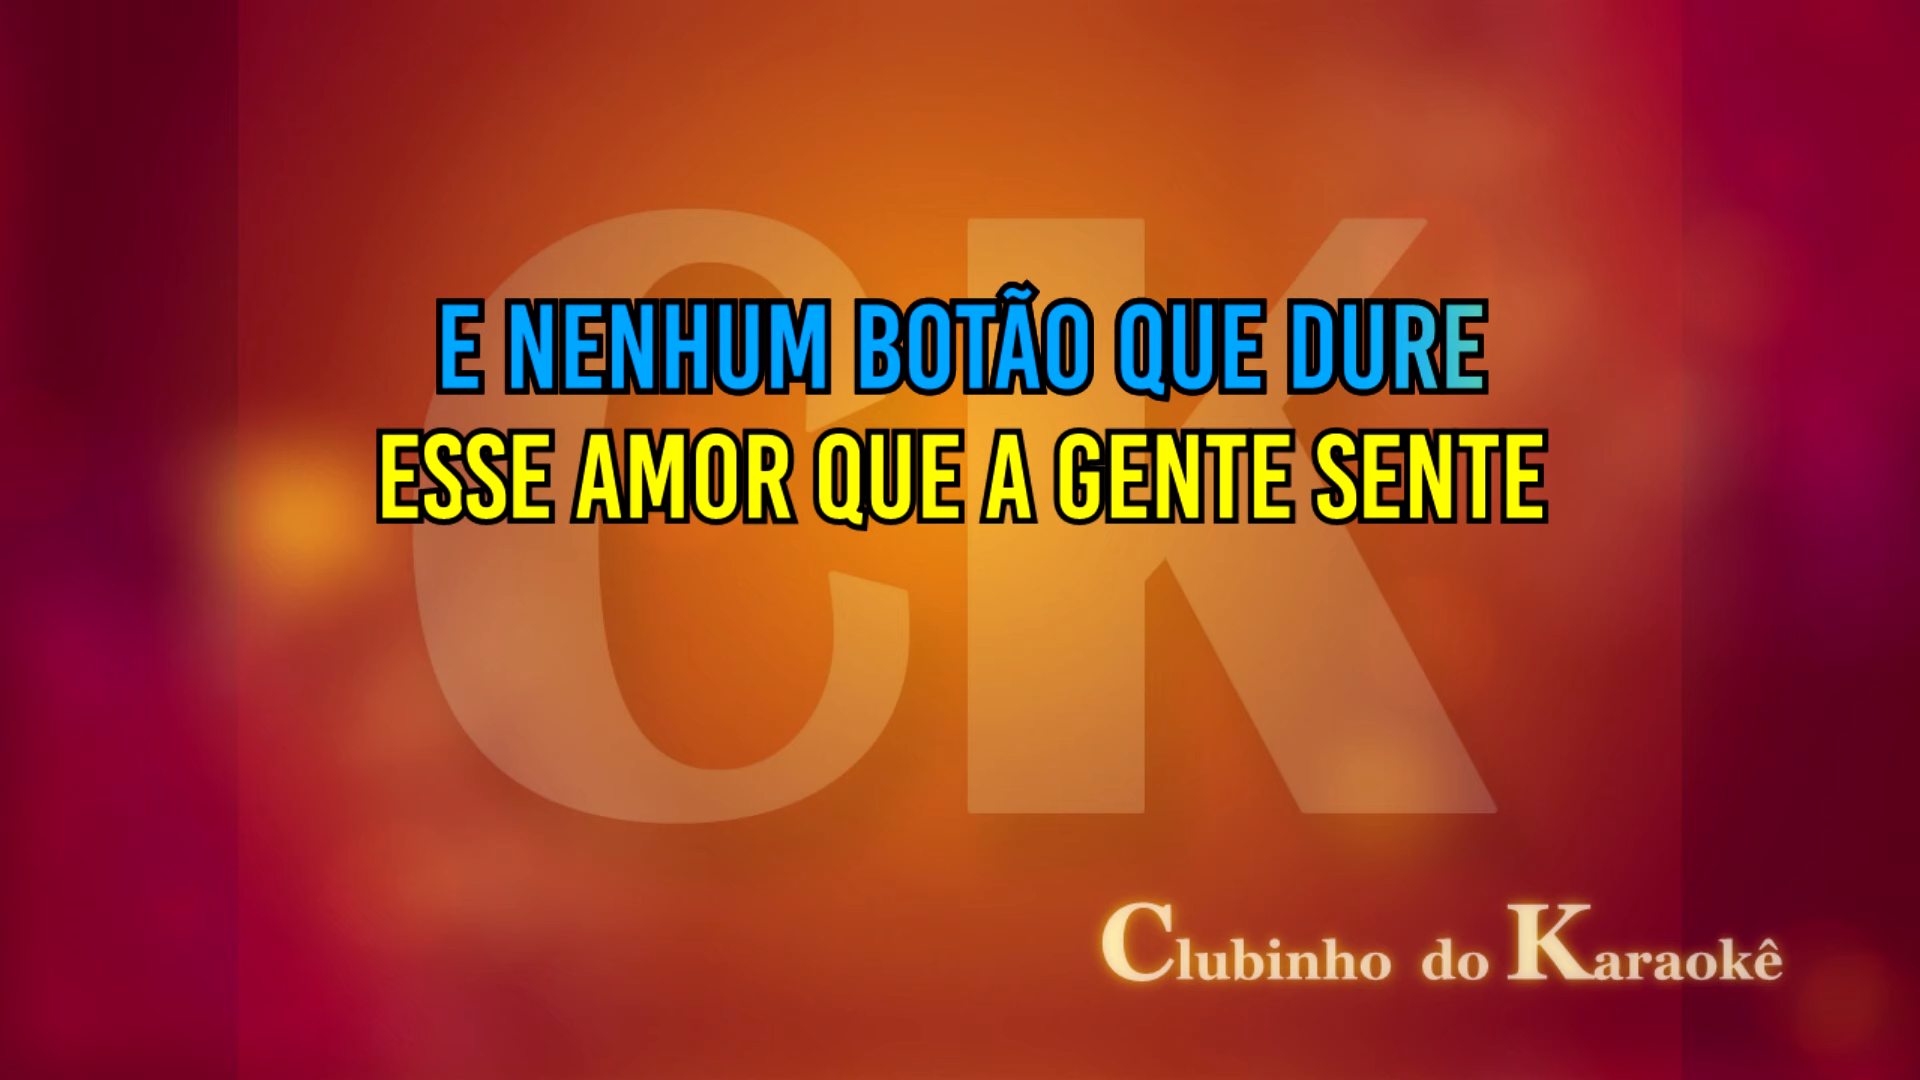 E NENHUM BOTÃO QUE DURE
ESSE AMOR QUE A GENTE SENTE
CK
Clubinho do Karaokê